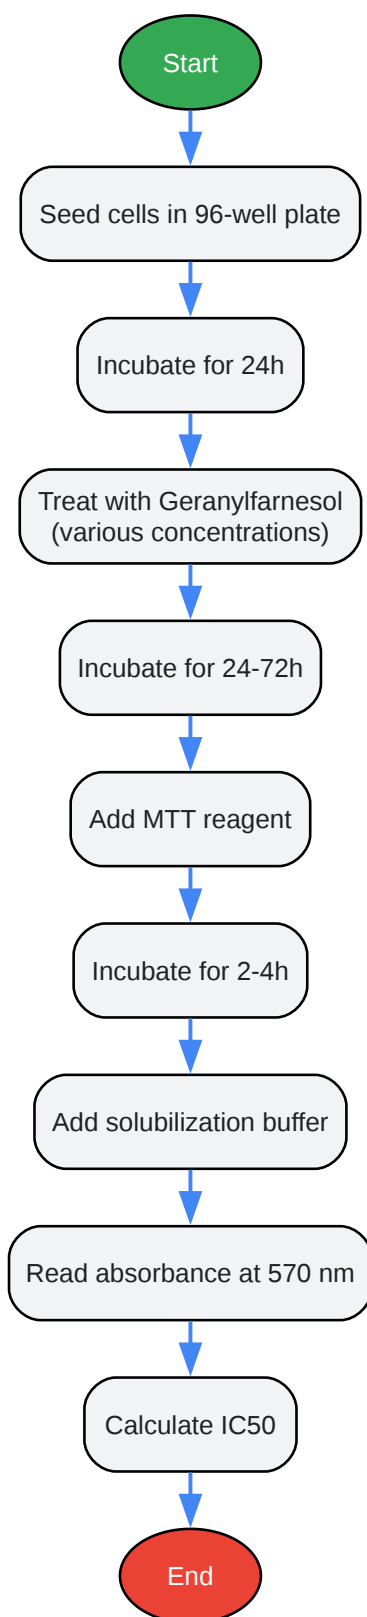 Start
Seed cells in 96-well plate
Incubate for 24h
Treat with Geranylfarnesol
(various concentrations)
Incubate for 24-72h
Add MTT reagent
Incubate for 2-4h
Add solubilization buffer
Read absorbance at 570 nm
Calculate IC50
End